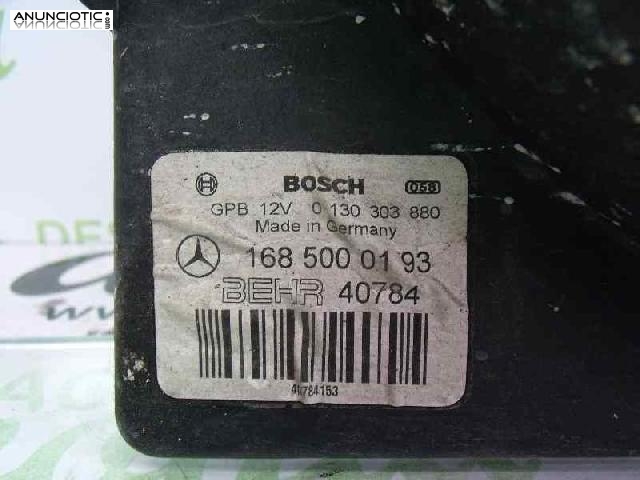 ANUNCIOTIC.com
BOSCH 058
GPB 12V 0 130 303 880
Made in Germany
168 500 01 93
BEHR 40784
40784153